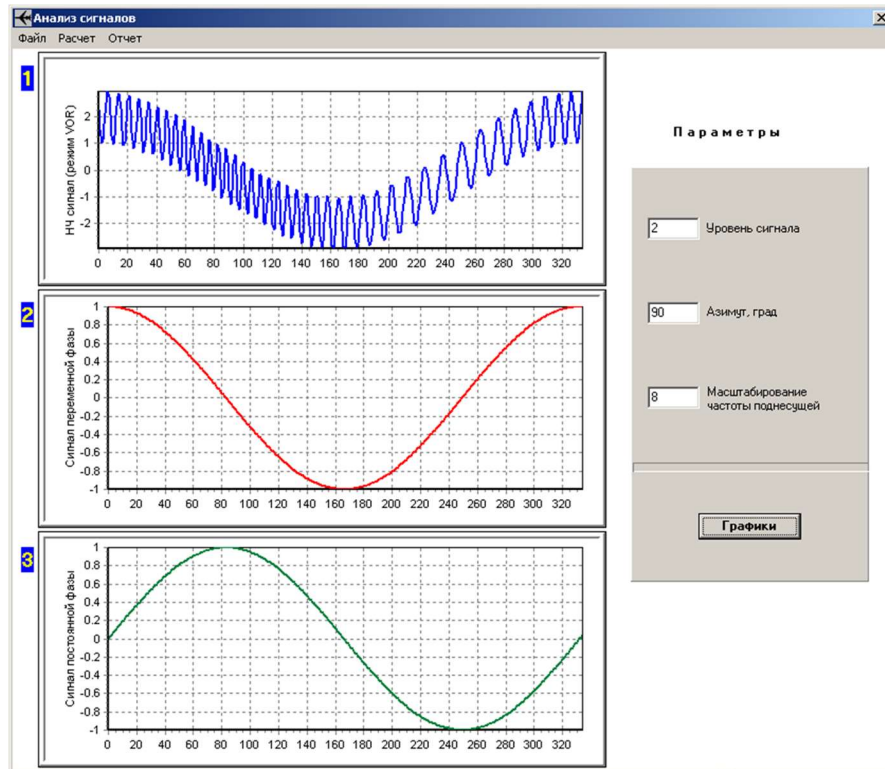 Анализ сигналов
Файл Расчет Отчет
1
НЧ сигнал (режим VOR)
2
1
0
-1
-2
0 20 40 60 80 100 120 140 160 180 200 220 240 260 280 300 320
2
Сигнал переменной фазы
1
0.8
0.6
0.4
0.2
0
-0.2
-0.4
-0.6
-0.8
-1
0 20 40 60 80 100 120 140 160 180 200 220 240 260 280 300 320
3
Сигнал постоянной фазы
1
0.8
0.6
0.4
0.2
0
-0.2
-0.4
-0.6
-0.8
-1
0 20 40 60 80 100 120 140 160 180 200 220 240 260 280 300 320
Параметры
2 Уровень сигнала
90 Азимут, град
8 Масштабирование
частоты поднесущей
Графики